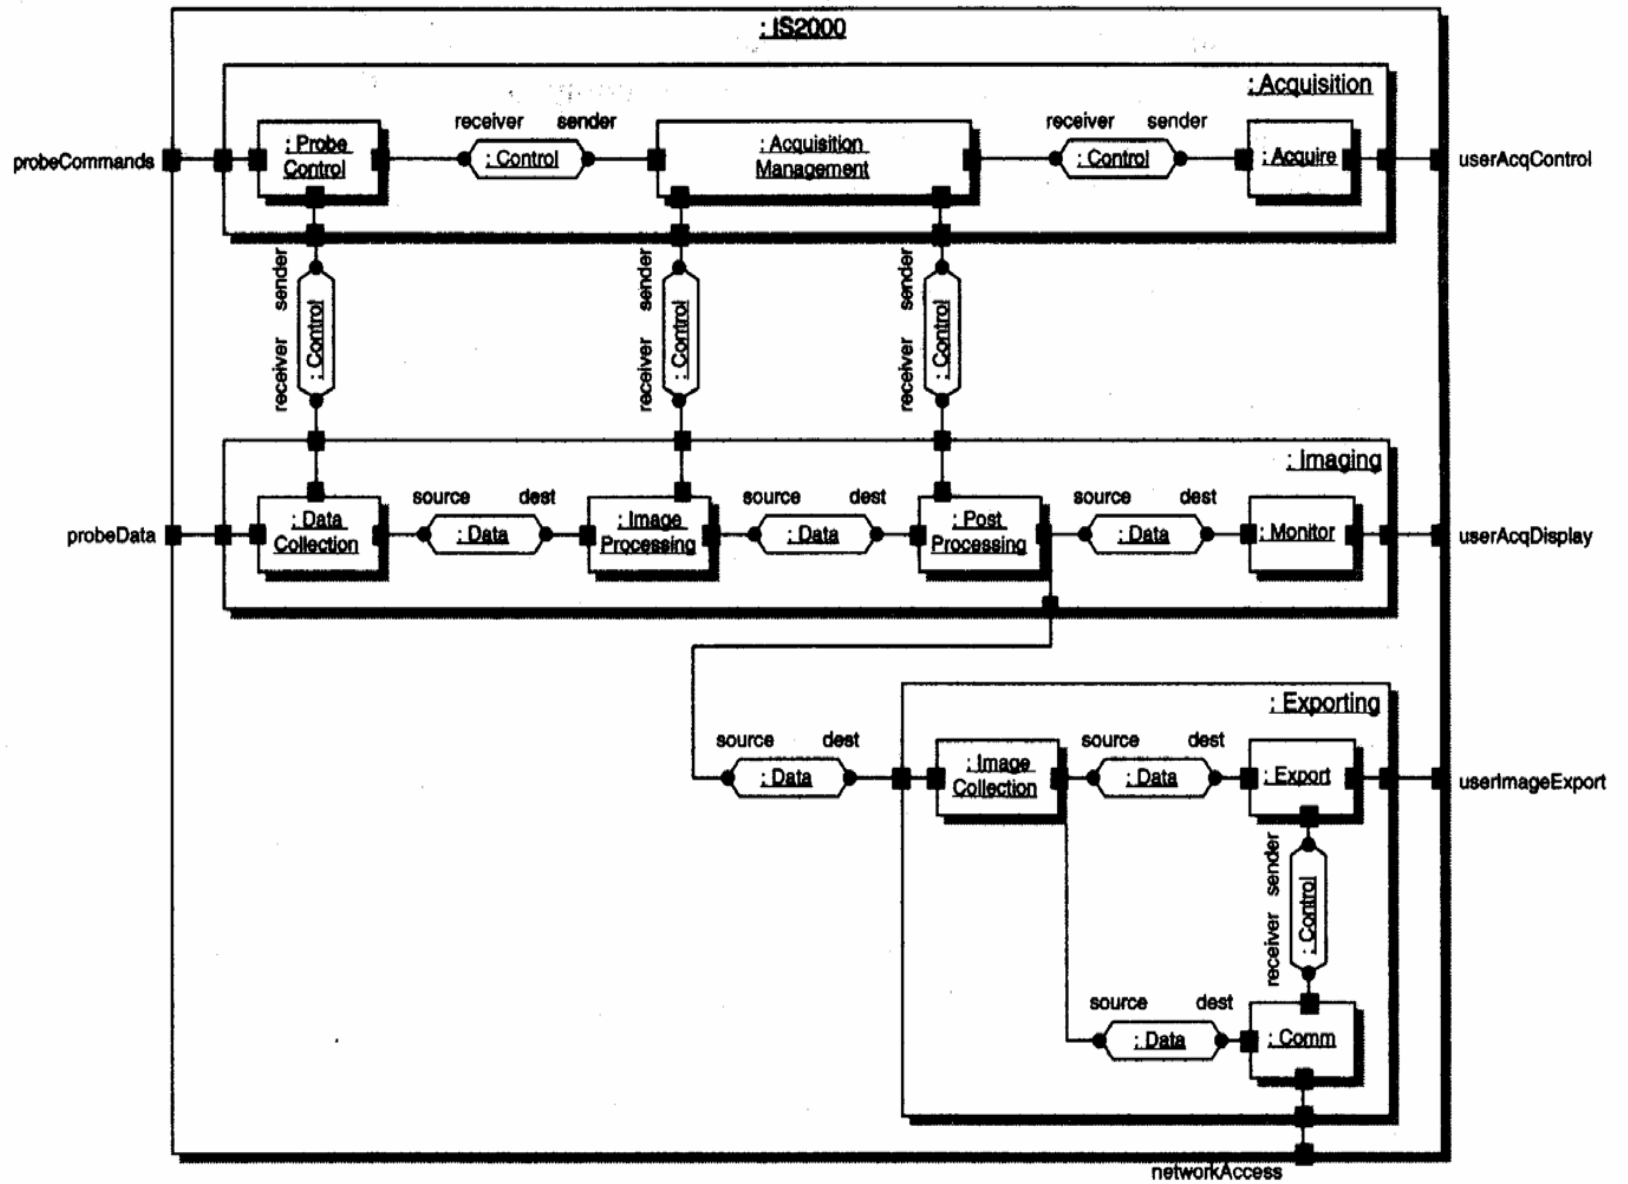 : IS2000
: Acquisition
receiver sender
receiver sender
probeCommands
: Probe
Control
: Control
: Acquisition
Management
: Control
: Acquire
userAcqControl
receiver sender
: Control
receiver sender
: Control
receiver sender
: Control
: Imaging
source dest
source dest
source dest
probeData
: Data
Collection
: Data
: Image
Processing
: Data
: Post
Processing
: Data
: Monitor
userAcqDisplay
: Exporting
source dest
source dest
: Data
: Image
Collection
: Data
: Export
userImageExport
receiver sender
: Control
source dest
: Data
: Comm
networkAccess